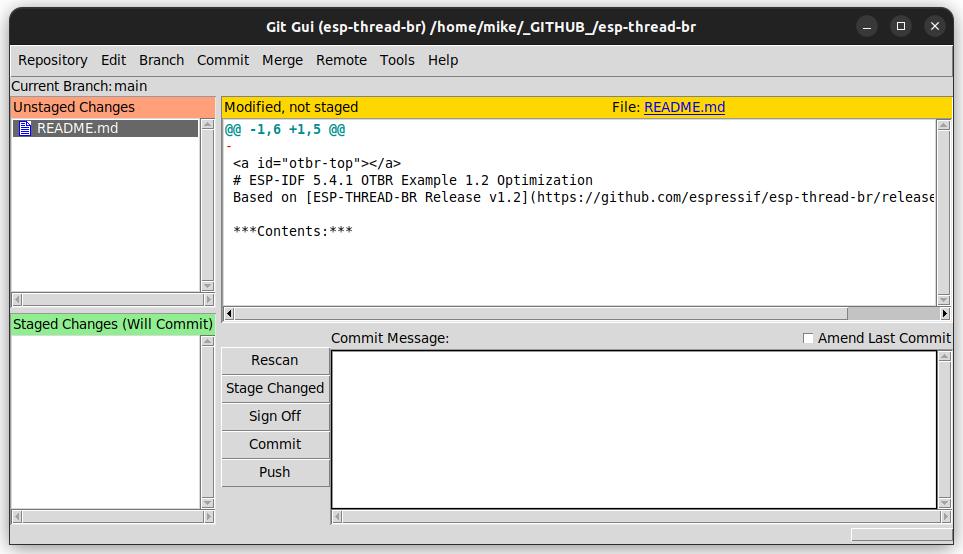 Git Gui (esp-thread-br) /home/mike/_GITHUB_/esp-thread-br
Repository Edit Branch Commit Merge Remote Tools Help
Current Branch: main
Unstaged Changes
README.md
Modified, not staged File: README.md
@@ -1,6 +1,5 @@
-
<a id="otbr-top"></a>
# ESP-IDF 5.4.1 OTBR Example 1.2 Optimization
Based on [ESP-THREAD-BR Release v1.2](https://github.com/espressif/esp-thread-br/release
***Contents:***
Staged Changes (Will Commit)
Commit Message: Amend Last Commit
Rescan
Stage Changed
Sign Off
Commit
Push